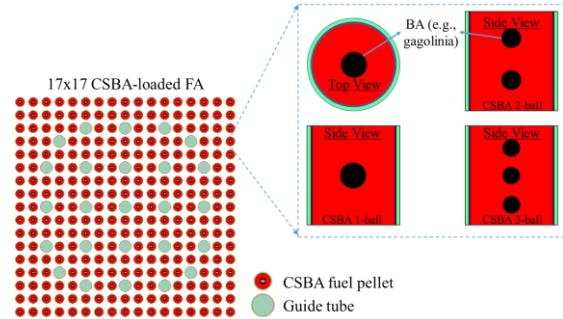 17x17 CSBA-loaded FA
BA (e.g.,
gagolinia)
Top View
Side View
CSBA 2-ball
Side View
CSBA 1-ball
Side View
CSBA 3-ball
CSBA fuel pellet
Guide tube